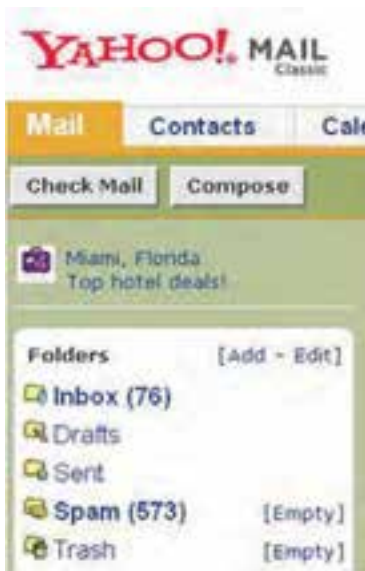 YAHOO! MAIL
Classic
Mail Contacts Cale
Check Mail Compose
Miami, Florida
Top hotel deals!
Folders [Add - Edit]
Inbox (76)
Drafts
Sent
Spam (573) [Empty]
Trash [Empty]